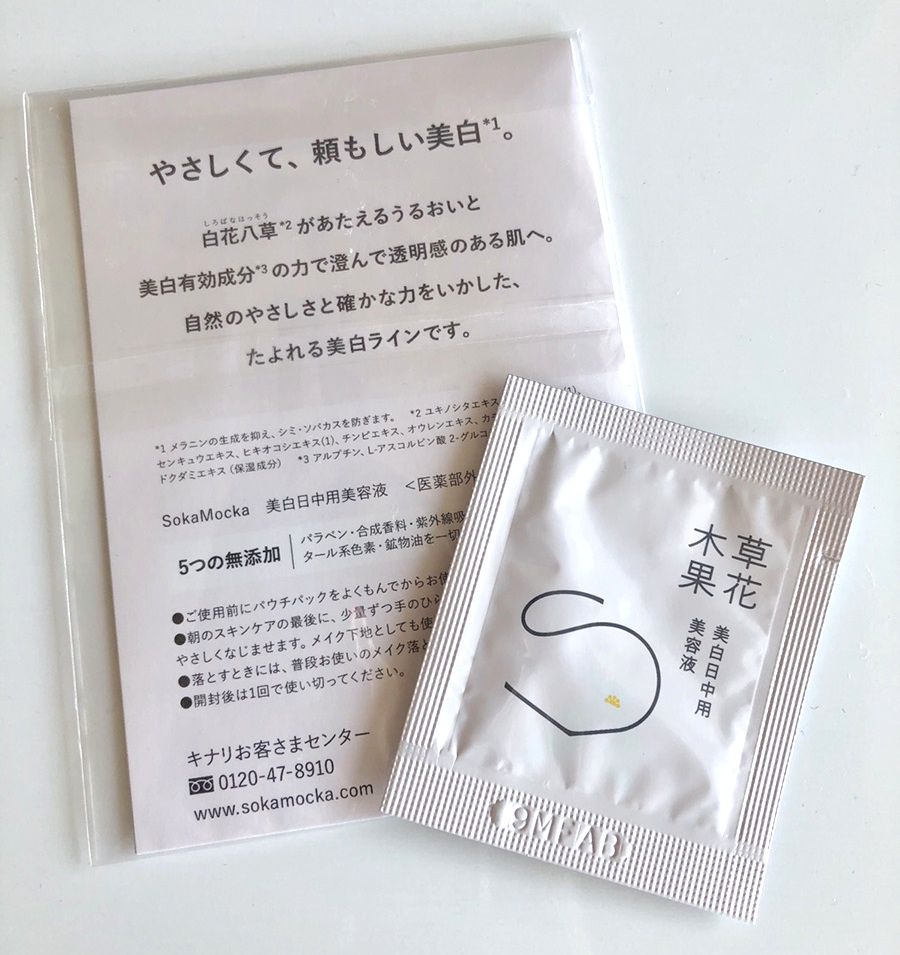 やさしくて、頼もしい美白*1。
しろばなはっそう
白花八草*2 があたえるうるおいと
美白有効成分*3 の力で澄んで透明感のある肌へ。
自然のやさしさと確かな力をいかした、
たよれる美白ラインです。
*1 メラニンの生成を抑え、シミ・ソバカスを防ぎます。 *2 ユキノシタエキス
(1)、
センキュウエキス、ヒキオコシエキス(1)、チンピエキス、オウレンエキス、カ
ドクダミエキス(保湿成分) *3 アルブチン、L-アスコルビン酸 2-グルコ
SokaMocka 美白日中用美容液 <医薬部外
5つの無添加
パラベン・合成香料・紫外線吸
タール系色素・鉱物油を一切
●ご使用前にパウチパックをよくもんでからお使
●朝のスキンケアの最後に、少量ずつ手のひら
やさしくなじませます。メイク下地としても使
●落とすときには、普段お使いのメイク落と
●開封後は1回で使い切ってください。
キナリお客さまセンター
0120-47-8910
www.sokamocka.com
草花
木果
美白日中用
美容液
9MFAB